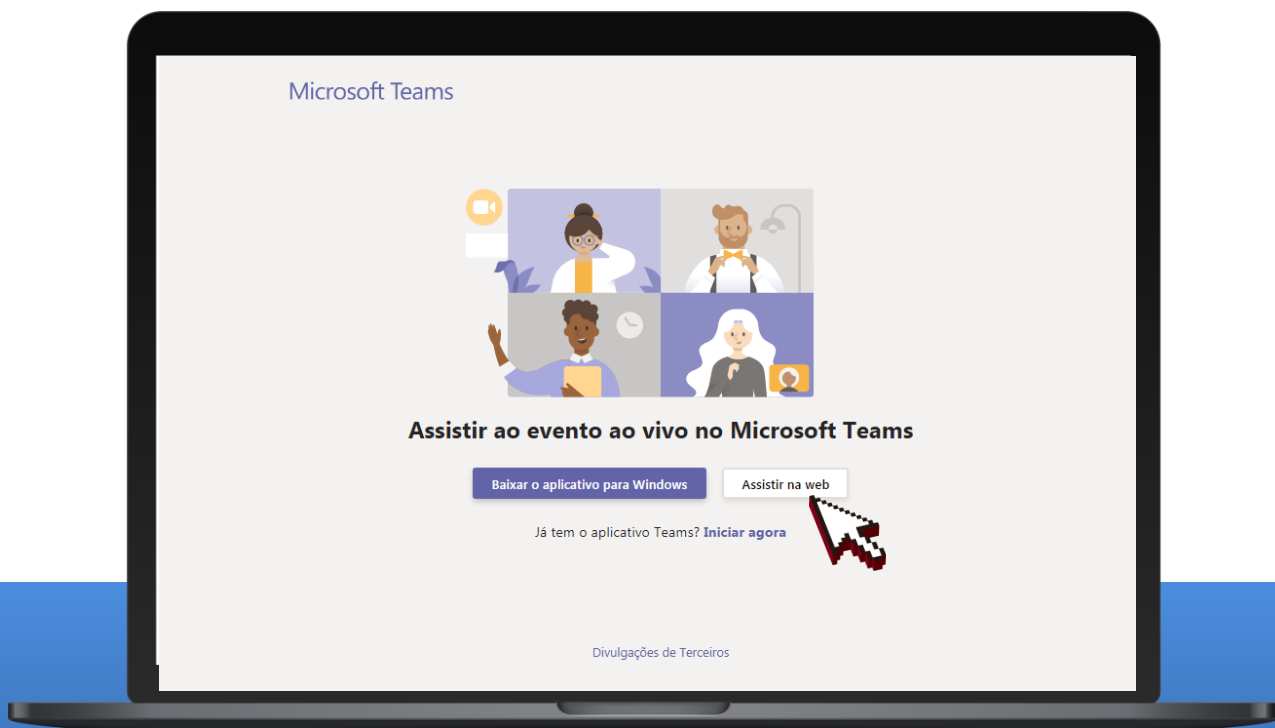 Microsoft Teams
Assistir ao evento ao vivo no Microsoft Teams
Baixar o aplicativo para Windows
Assistir na web
Já tem o aplicativo Teams? Iniciar agora
Divulgações de Terceiros